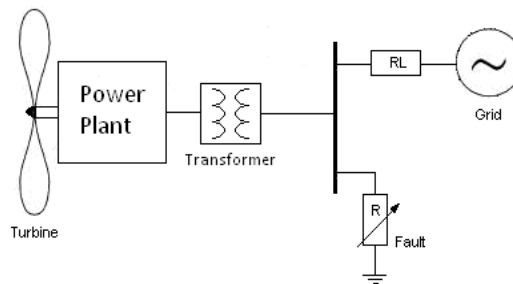 Power
Plant
Transformer
Turbine
RL
Grid
R
Fault